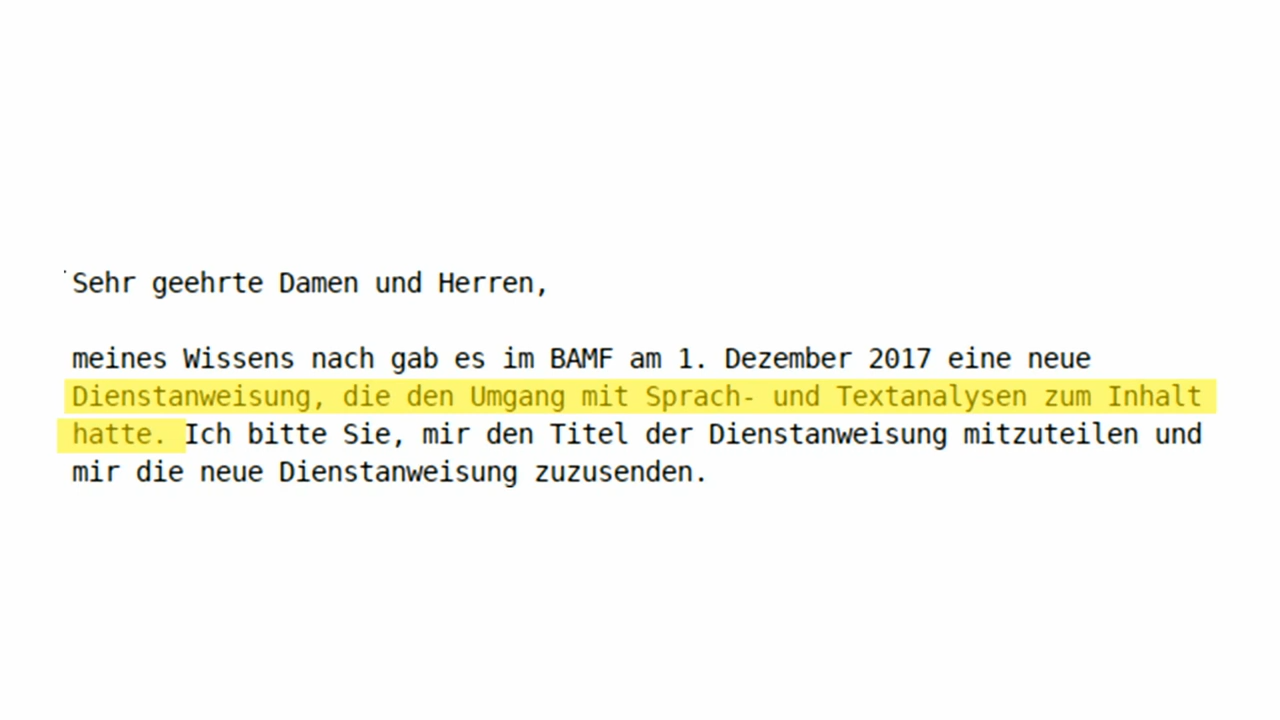 Sehr geehrte Damen und Herren,
meines Wissens nach gab es im BAMF am 1. Dezember 2017 eine neue
Dienstanweisung, die den Umgang mit Sprach- und Textanalysen zum Inhalt
hatte. Ich bitte Sie, mir den Titel der Dienstanweisung mitzuteilen und
mir die neue Dienstanweisung zuzusenden.